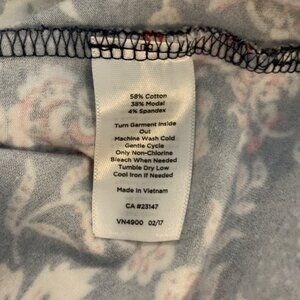 58% Cotton
38% Modal
4% Spandex
Turn Garment Inside
Out
Machine Wash Cold
Gentle Cycle
Only Non-Chlorine
Bleach When Needed
Tumble Dry Low
Cool Iron If Needed
Made In Vietnam
CA #23147
VN4900 02/17